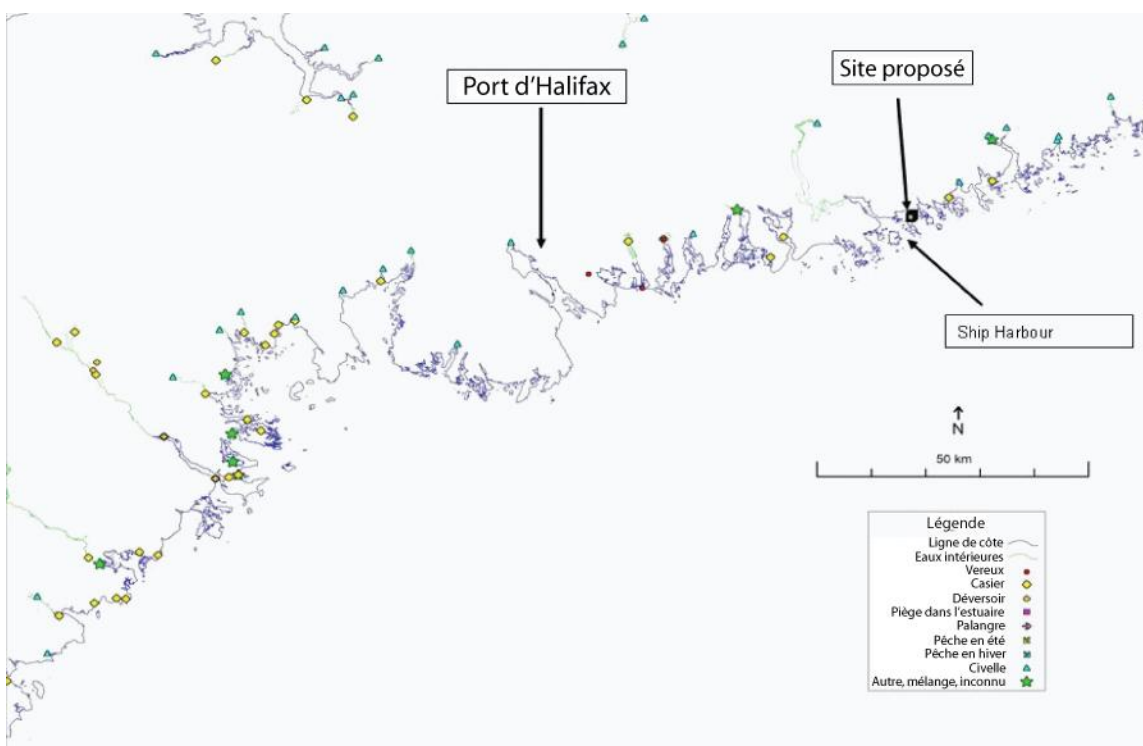 Site proposé
Port d'Halifax
Ship Harbour
N
50 km
Légende
Ligne de côte
Eaux intérieures
Vereux
Casier
Déversoir
Piège dans l'estuaire
Palangre
Pêche en été
Pêche en hiver
Civelle
Autre, mélange, inconnu